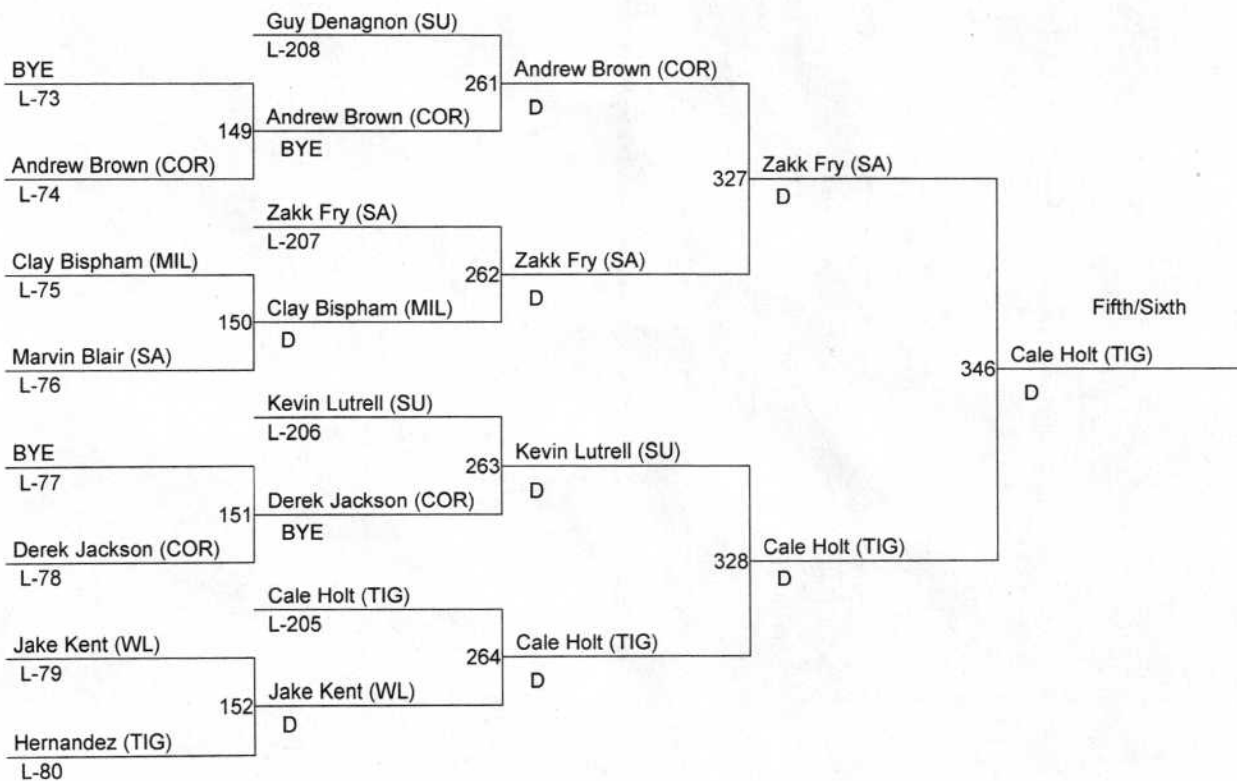 Guy Denagnon (SU)
L-208
BYE
L-73
261
Andrew Brown (COR)
D
149
Andrew Brown (COR)
BYE
Andrew Brown (COR)
L-74
327
Zakk Fry (SA)
D
Zakk Fry (SA)
L-207
Clay Bispham (MIL)
L-75
262
Zakk Fry (SA)
D
150
Clay Bispham (MIL)
D
Fifth/Sixth
Marvin Blair (SA)
L-76
346
Cale Holt (TIG)
D
Kevin Lutrell (SU)
L-206
BYE
L-77
263
Kevin Lutrell (SU)
D
151
Derek Jackson (COR)
BYE
Derek Jackson (COR)
L-78
328
Cale Holt (TIG)
D
Cale Holt (TIG)
L-205
Jake Kent (WL)
L-79
264
Cale Holt (TIG)
D
152
Jake Kent (WL)
D
Hernandez (TIG)
L-80